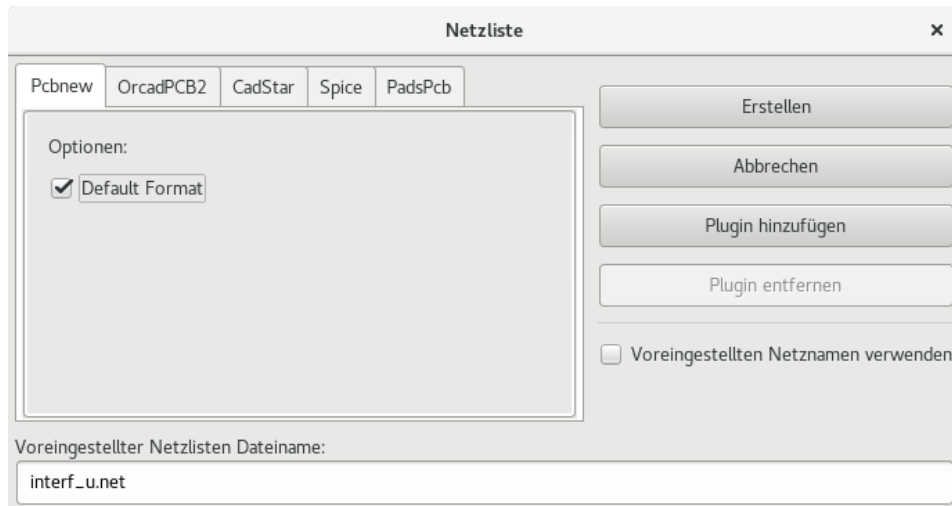 Netzliste
Pcbnew OrcadPCB2 CadStar Spice PadsPcb
Optionen:
Default Format
Erstellen
Abbrechen
Plugin hinzufügen
Plugin entfernen
Voreingestellten Netznamen verwenden
Voreingestellter Netzlisten Dateiname:
interf_u.net